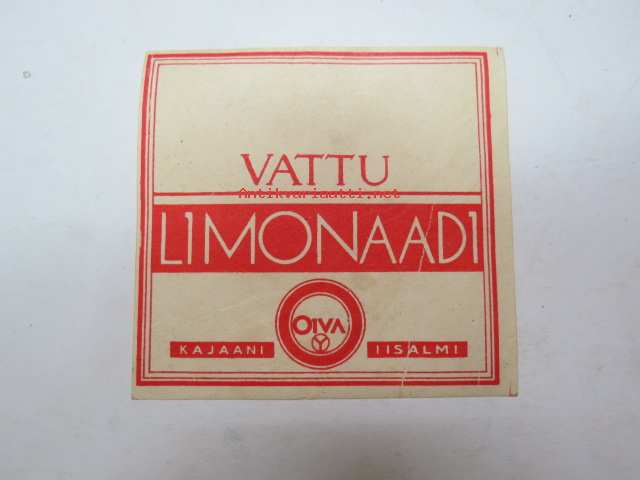 VATTU
Antikvariaatti.net
LIMONAADI
OIVA
KAJAANI IISALMI